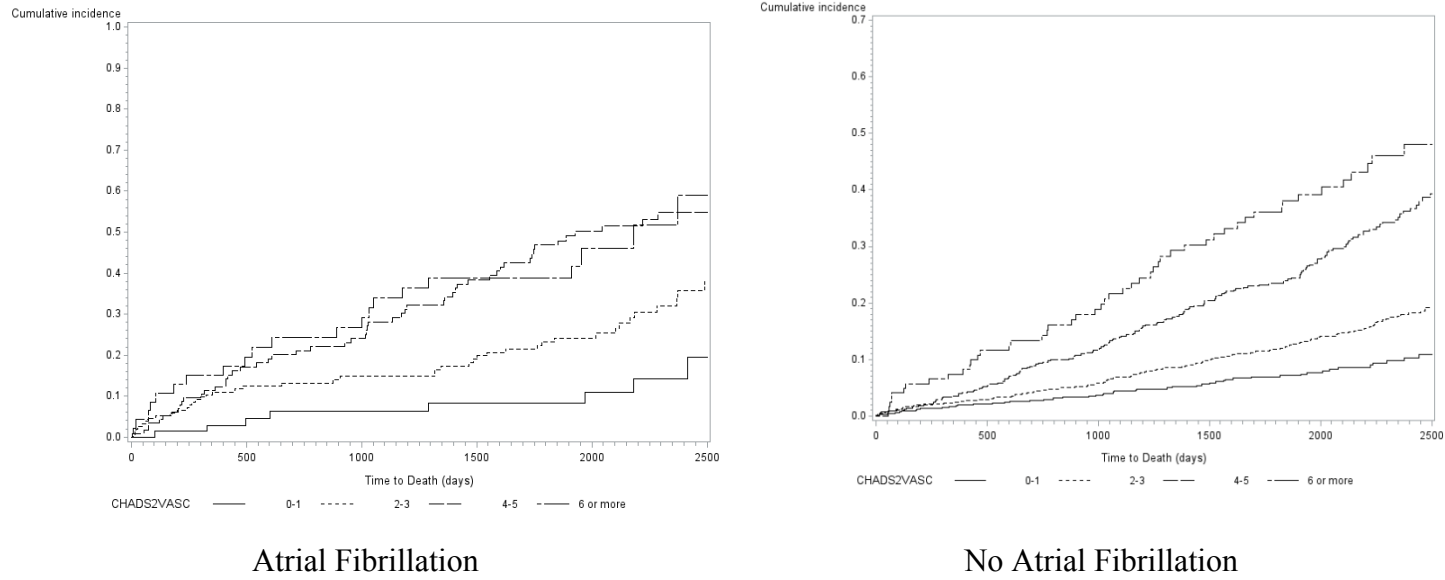 Cumulative incidence
1.0
0.9
0.8
0.7
0.6
0.5
0.4
0.3
0.2
0.1
0.0
0 500 1000 1500 2000 2500
Time to Death (days)
CHADS2VASC 0-1 2-3 4-5 6 or more
Atrial Fibrillation
Cumulative incidence
0.7
0.6
0.5
0.4
0.3
0.2
0.1
0.0
0 500 1000 1500 2000 2500
Time to Death (days)
CHADS2VASC 0-1 2-3 4-5 6 or more
No Atrial Fibrillation